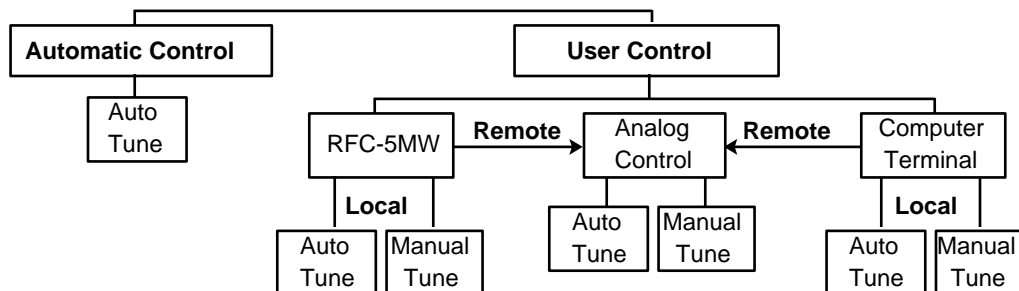 Automatic Control
User Control
Auto
Tune
RFC-5MW
Remote
Analog
Control
Remote
Computer
Terminal
Local
Auto
Tune
Manual
Tune
Auto
Tune
Manual
Tune
Local
Auto
Tune
Manual
Tune